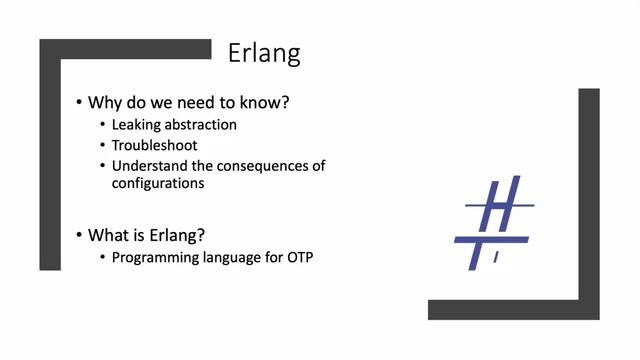 Erlang
• Why do we need to know?
• Leaking abstraction
• Troubleshoot
• Understand the consequences of
configurations
• What is Erlang?
• Programming language for OTP